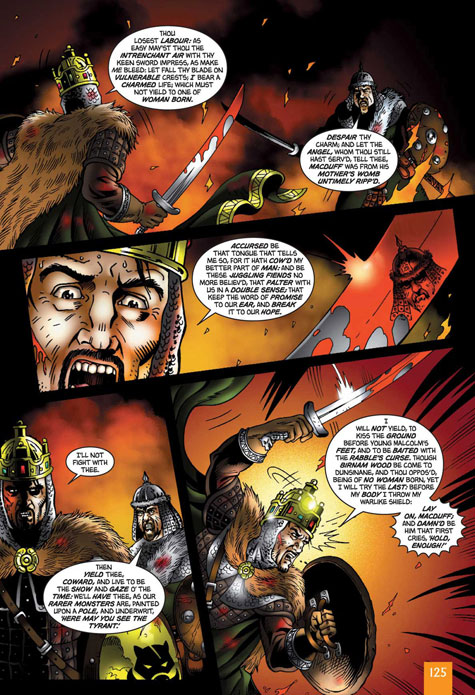 THOU
LOSEST LABOUR: AS
EASY MAY'ST THOU THE
INTRENCHANT AIR WITH THY
KEEN SWORD IMPRESS, AS MAKE
ME BLEED: LET FALL THY BLADE ON
VULNERABLE CRESTS; I BEAR A
CHARMED LIFE; WHICH MUST
NOT YIELD TO ONE OF
WOMAN BORN.
DESPAIR THY
CHARM; AND LET THE
ANGEL, WHOM THOU STILL
HAST SERV'D, TELL THEE,
MACDUFF WAS FROM HIS
MOTHER'S WOMB
UNTIMELY RIPP'D.
ACCURSED BE
THAT TONGUE THAT TELLS
ME SO, FOR IT HATH COW'D MY
BETTER PART OF MAN: AND BE
THESE JUGGLING FIENDS NO
MORE BELIEV'D, THAT PALTER WITH
US IN A DOUBLE SENSE; THAT
KEEP THE WORD OF PROMISE
TO OUR EAR, AND BREAK
IT TO OUR HOPE.
I'LL NOT
FIGHT WITH
THEE.
THEN
YIELD THEE,
COWARD, AND LIVE TO BE
THE SHOW AND GAZE O' THE
TIME: WE'LL HAVE THEE, AS OUR
RARER MONSTERS ARE, PAINTED
UPON A POLE, AND UNDERWRIT,
'HERE MAY YOU SEE THE
TYRANT.'
I
WILL NOT YIELD, TO
KISS THE GROUND
BEFORE YOUNG MALCOLM'S
FEET, AND TO BE BAITED WITH
THE RABBLE'S CURSE. THOUGH
BIRNAM WOOD BE COME TO
DUNSINANE, AND THOU OPPOS'D,
BEING OF NO WOMAN BORN, YET
I WILL TRY THE LAST: BEFORE
MY BODY I THROW MY
WARLIKE SHIELD:
LAY
ON, MACDUFF;
AND DAMN'D BE
HIM THAT FIRST
CRIES, 'HOLD,
ENOUGH!'
125